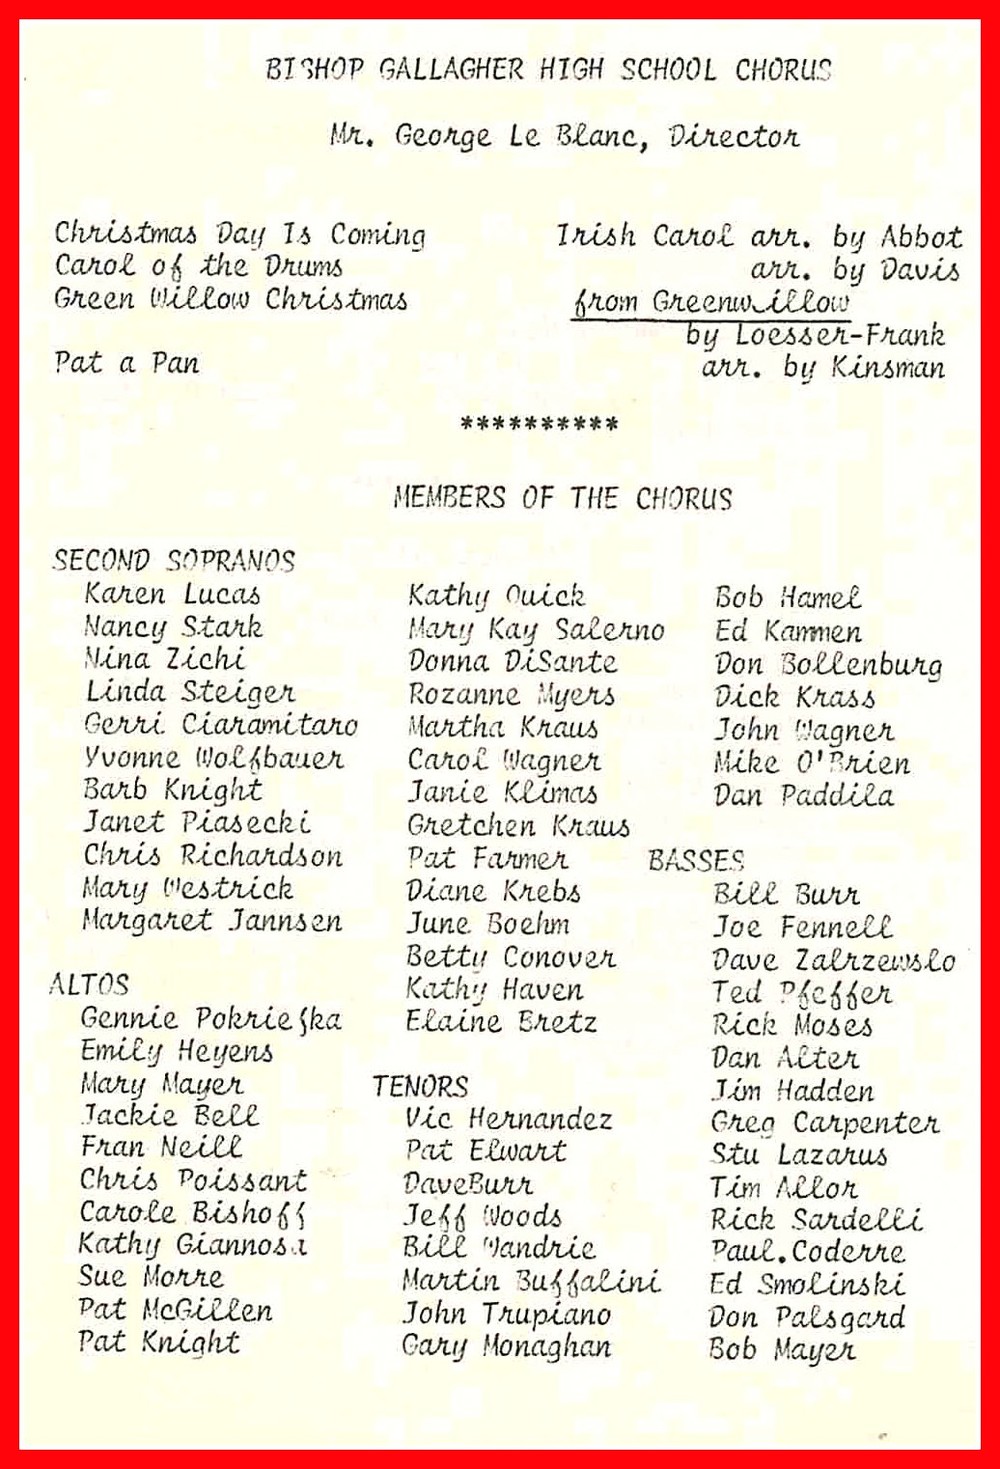 BISHOP GALLAGHER HIGH SCHOOL CHORUS
Mr. George Le Blanc, Director
Christmas Day Is Coming Irish Carol arr. by Abbot
Carol of the Drums arr. by Davis
Green Willow Christmas from Greenwillow
by Loesser-Frank
Pat a Pan arr. by Kinsman
**********
MEMBERS OF THE CHORUS
SECOND SOPRANOS
Karen Lucas
Nancy Stark
Nina Zichi
Linda Steiger
Gerri Ciaramitaro
Yvonne Wolfbauer
Barb Knight
Janet Piasecki
Chris Richardson
Mary Westrick
Margaret Jannsen
ALTOS
Gennie Pokriefka
Emily Heyens
Mary Mayer
Jackie Bell
Fran Neill
Chris Poissant
Carole Bishoff
Kathy Giannosa
Sue Morre
Pat McGillen
Pat Knight
Kathy Quick
Mary Kay Salerno
Donna DiSante
Rozanne Myers
Martha Kraus
Carol Wagner
Janie Klimas
Gretchen Kraus
Pat Farmer
Diane Krebs
June Boehm
Betty Conover
Kathy Haven
Elaine Bretz
TENORS
Vic Hernandez
Pat Elwart
DaveBurr
Jeff Woods
Bill Wandrie
Martin Buffalini
John Trupiano
Gary Monaghan
Bob Hamel
Ed Kammen
Don Bollenburg
Dick Krass
John Wagner
Mike O'Brien
Dan Paddila
BASSES
Bill Burr
Joe Fennell
Dave Zalrzewslo
Ted Pfeffer
Rick Moses
Dan Alter
Jim Hadden
Greg Carpenter
Stu Lazarus
Tim Allor
Rick Sardelli
Paul.Coderre
Ed Smolinski
Don Palsgard
Bob Mayer